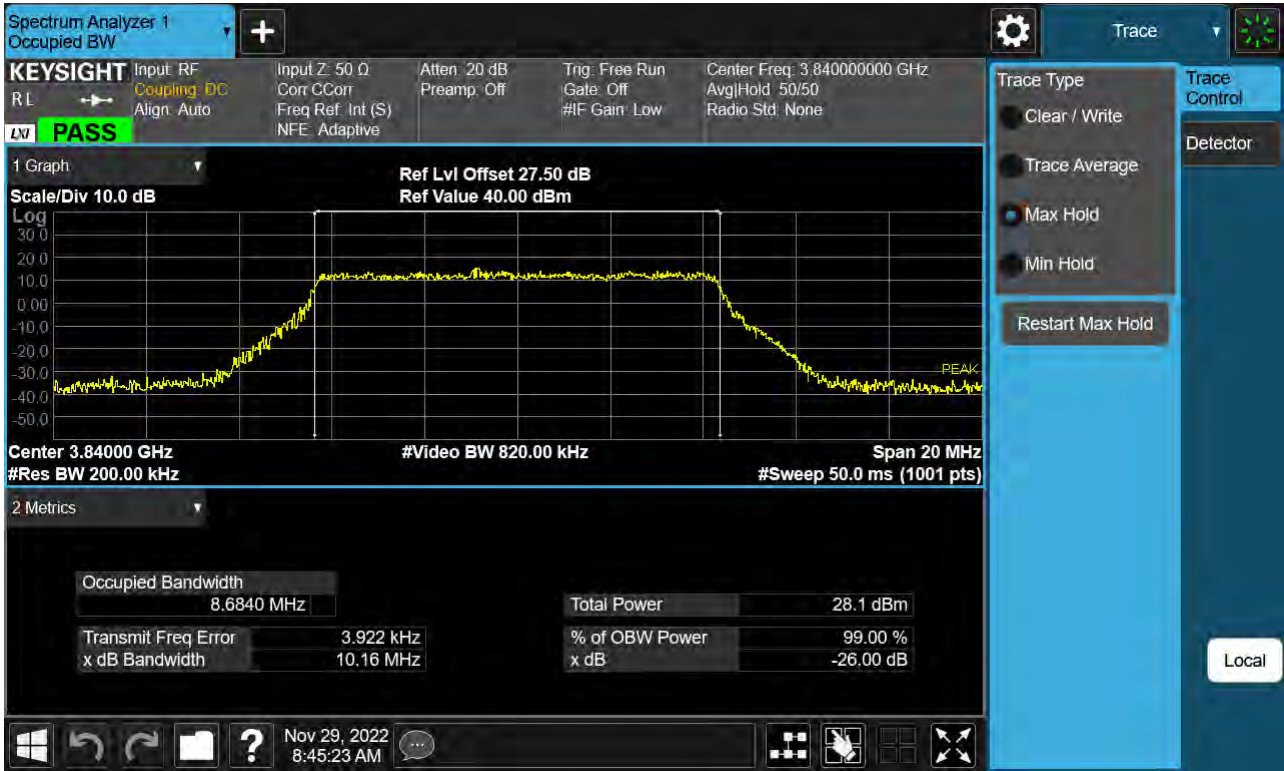 Spectrum Analyzer 1
Occupied BW
+
Trace
KEYSIGHT
R L
LXI
PASS
Input: RF
Coupling: DC
Align: Auto
Input Z: 50 Ω
Corr CCorr
Freq Ref: Int (S)
NFE: Adaptive
Atten: 20 dB
Preamp: Off
Trig: Free Run
Gate: Off
#IF Gain: Low
Center Freq: 3.840000000 GHz
Avg|Hold: 50/50
Radio Std: None
1 Graph
Scale/Div 10.0 dB
Ref Lvl Offset 27.50 dB
Ref Value 40.00 dBm
Log
30.0
20.0
10.0
0.00
-10.0
-20.0
-30.0
-40.0
-50.0
PEAK
Center 3.84000 GHz
#Video BW 820.00 kHz
Span 20 MHz
#Res BW 200.00 kHz
#Sweep 50.0 ms (1001 pts)
2 Metrics
Occupied Bandwidth
8.6840 MHz
Total Power 28.1 dBm
Transmit Freq Error 3.922 kHz
% of OBW Power 99.00 %
x dB Bandwidth 10.16 MHz
x dB -26.00 dB
Trace Type
Clear / Write
Trace Average
Max Hold
Min Hold
Restart Max Hold
Trace
Control
Detector
Local
?
Nov 29, 2022
8:45:23 AM